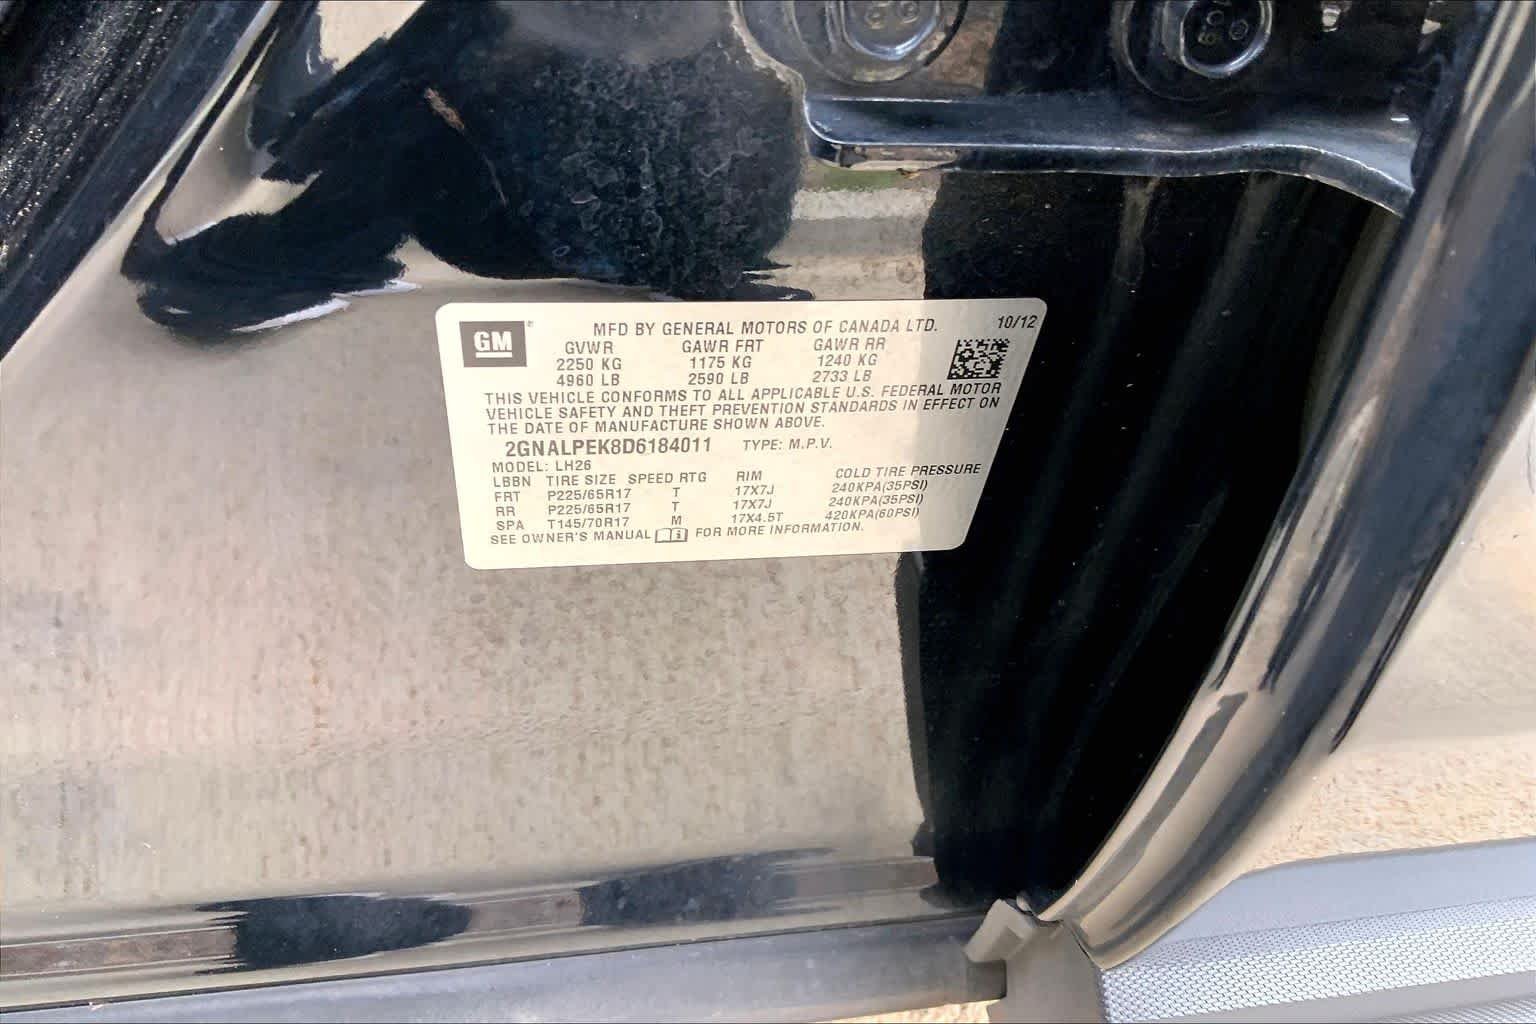 GM
MFD BY GENERAL MOTORS OF CANADA LTD. 10/12
GVWR GAWR FRT GAWR RR
2250 KG 1175 KG 1240 KG
4960 LB 2590 LB 2733 LB
THIS VEHICLE CONFORMS TO ALL APPLICABLE U.S. FEDERAL MOTOR
VEHICLE SAFETY AND THEFT PREVENTION STANDARDS IN EFFECT ON
THE DATE OF MANUFACTURE SHOWN ABOVE.
2GNALPEK8D6184011 TYPE: M.P.V.
MODEL: LH26
LBBN TIRE SIZE SPEED RTG RIM COLD TIRE PRESSURE
FRT P225/65R17 T 17X7J 240KPA(35PSI)
RR P225/65R17 T 17X7J 240KPA(35PSI)
SPA T145/70R17 M 17X4.5T 420KPA(60PSI)
SEE OWNER'S MANUAL i FOR MORE INFORMATION.